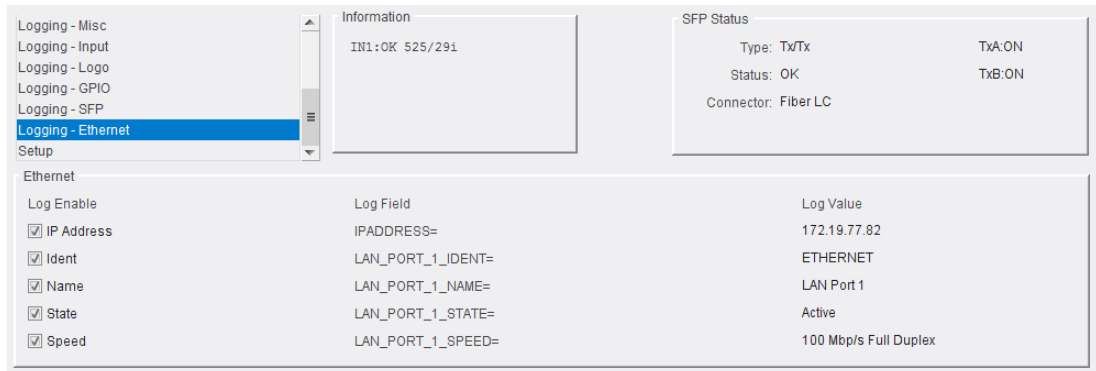 Logging - Misc
Logging - Input
Logging - Logo
Logging - GPIO
Logging - SFP
Logging - Ethernet
Setup
Information
IN1:OK 525/29i
SFP Status
Type: Tx/Tx TxA:ON
Status: OK TxB:ON
Connector: Fiber LC
Ethernet
Log Enable Log Field Log Value
IP Address IPADDRESS= 172.19.77.82
Ident LAN_PORT_1_IDENT= ETHERNET
Name LAN_PORT_1_NAME= LAN Port 1
State LAN_PORT_1_STATE= Active
Speed LAN_PORT_1_SPEED= 100 Mbp/s Full Duplex